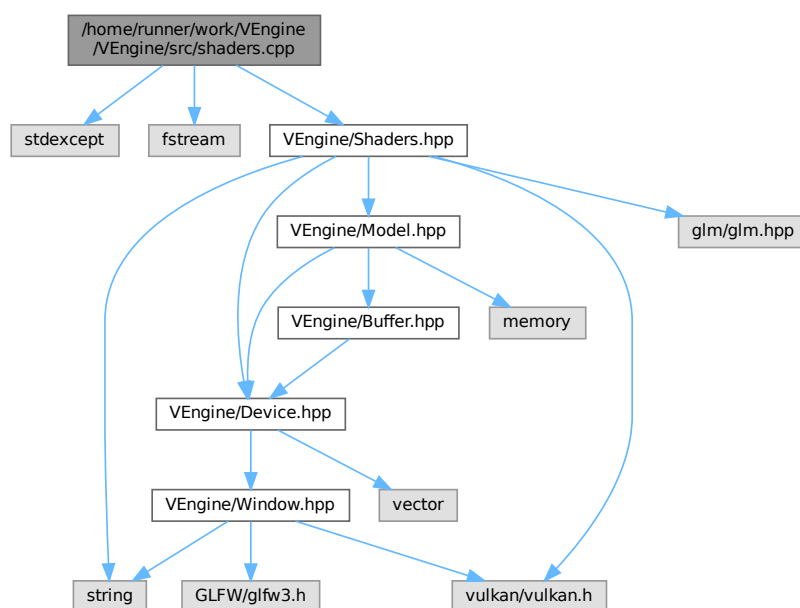 /home/runner/work/VEngine
/VEngine/src/shaders.cpp
stdexcept
fstream
VEngine/Shaders.hpp
VEngine/Model.hpp
glm/glm.hpp
VEngine/Buffer.hpp
memory
VEngine/Device.hpp
VEngine/Window.hpp
vector
string
GLFW/glfw3.h
vulkan/vulkan.h